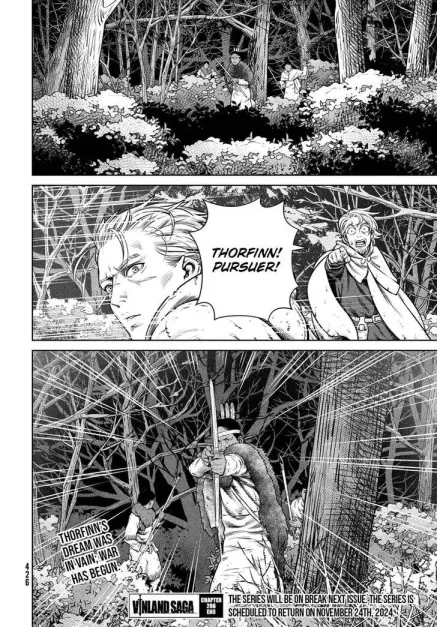 THORFINN!
PURSUER!
THORFINN'S
DREAM WAS
IN VAIN; WAR
HAS BEGUN.
426
VINLAND SAGA
CHAPTER
206
END
THE SERIES WILL BE ON BREAK NEXT ISSUE. THE SERIES IS
SCHEDULED TO RETURN ON NOVEMBER 24TH, 2024.